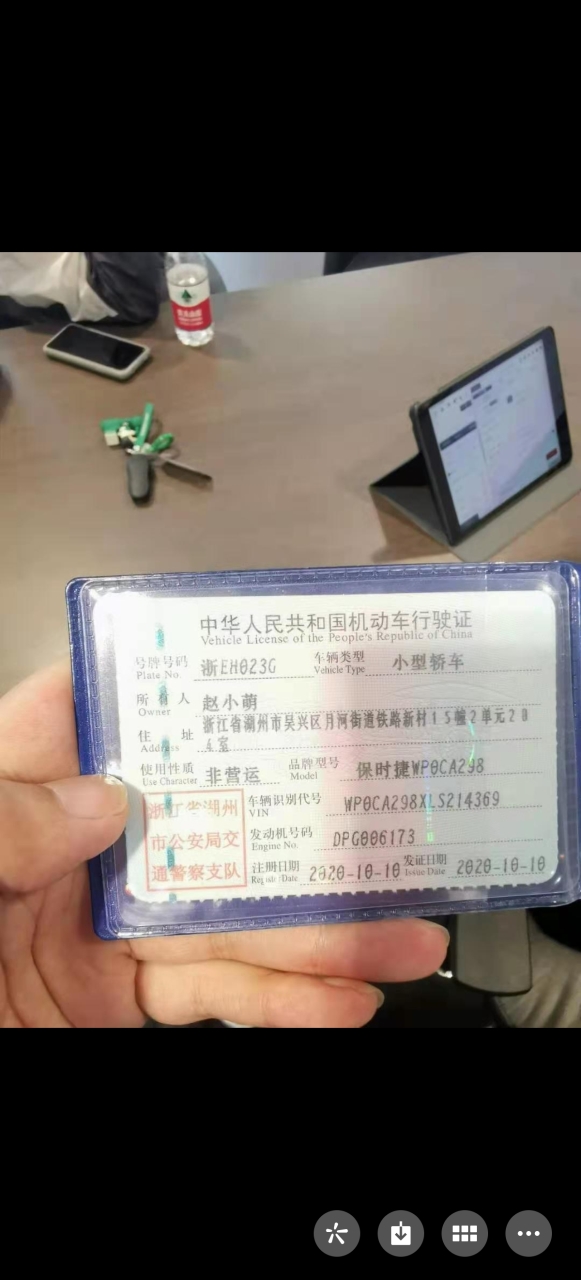 中华人民共和国机动车行驶证
Vehicle License of the People's Republic of China
号牌号码 浙EH023G 车辆类型 小型轿车
Plate No. Vehicle Type
所有人 赵小萌
Owner
住址 浙江省湖州市吴兴区月河街道铁路新村15幢2单元20
Address 4室
使用性质 非营运 品牌型号 保时捷WP0CA298
Use Character Model
浙江省湖州 车辆识别代号 WP0CA298XLS214369
VIN
市公安局交 发动机号码 DPG006173
Engine No.
通警察支队 注册日期 2020-10-10 发证日期 2020-10-10
Issue Date